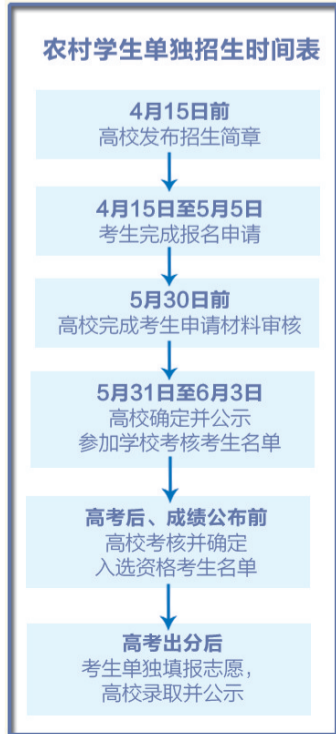 农村学生单独招生时间表
4月15日前
高校发布招生简章
4月15日至5月5日
考生完成报名申请
5月30日前
高校完成考生申请材料审核
5月31日至6月3日
高校确定并公示
参加学校考核考生名单
高考后、成绩公布前
高校考核并确定
入选资格考生名单
高考出分后
考生单独填报志愿，
高校录取并公示